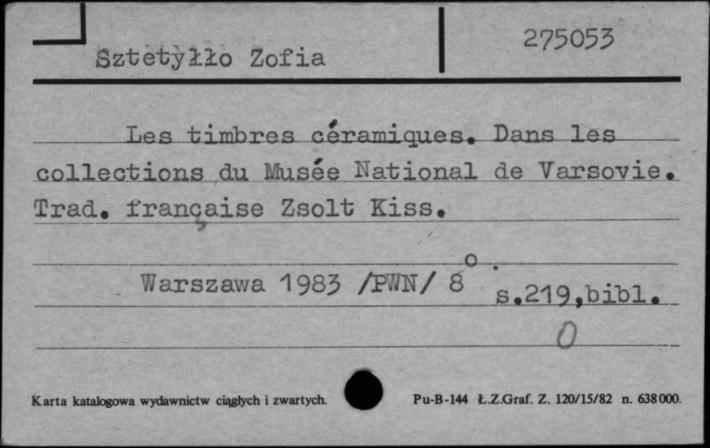 Sztetyłło Zofia
275053
Les timbres céramiques. Dans les
collections du Musée National de Varsovie.
Trad. française Zsolt Kiss.
Warszawa 1983 /PWN/ 8°. s.219,bibl.
0
Karta katalogowa wydawnictw ciągłych i zwartych.
Pu-B-144 Ł.Z.Graf. Z. 120/15/82 n. 638000.